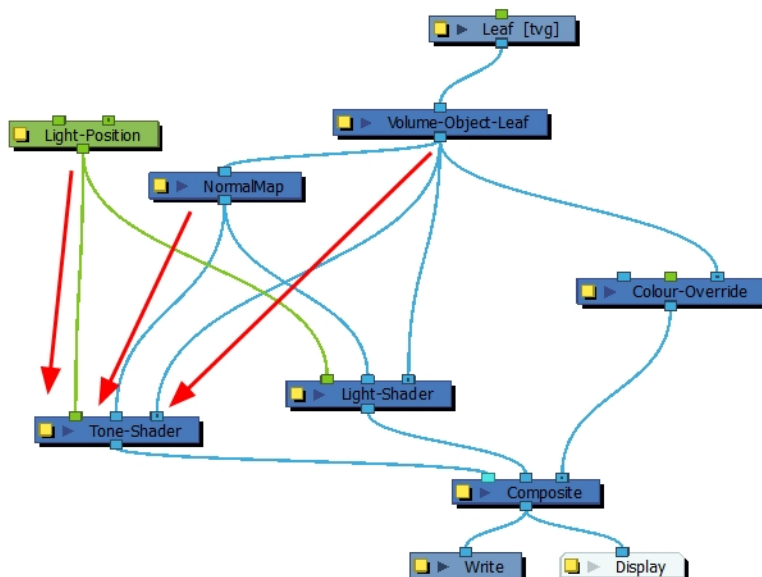 Leaf [tvg]
Volume-Object-Leaf
Light-Position
NormalMap
Colour-Override
Light-Shader
Tone-Shader
Composite
Write
Display